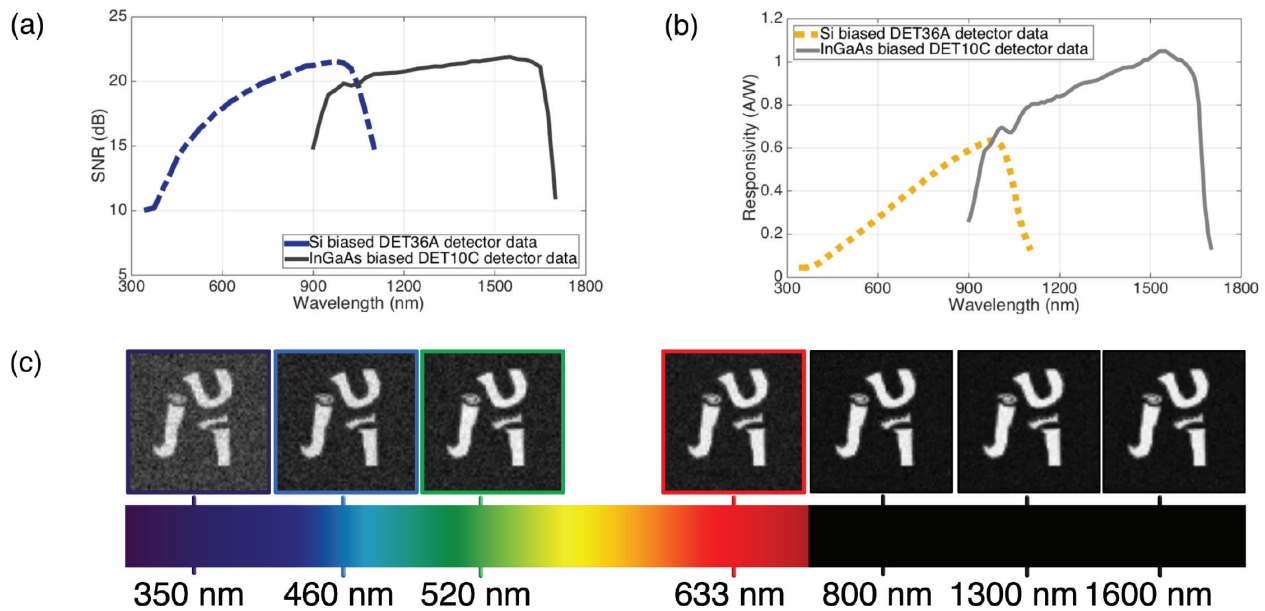 (a)
25
20
15
10
5
SNR (dB)
Si biased DET36A detector data
InGaAs biased DET10C detector data
300 600 900 1200 1500 1800
Wavelength (nm)
(b)
1.2
1
0.8
0.6
0.4
0.2
0
Responsivity (A/W)
Si biased DET36A detector data
InGaAs biased DET10C detector data
300 600 900 1200 1500 1800
Wavelength (nm)
(c)
350 nm 460 nm 520 nm 633 nm 800 nm 1300 nm 1600 nm